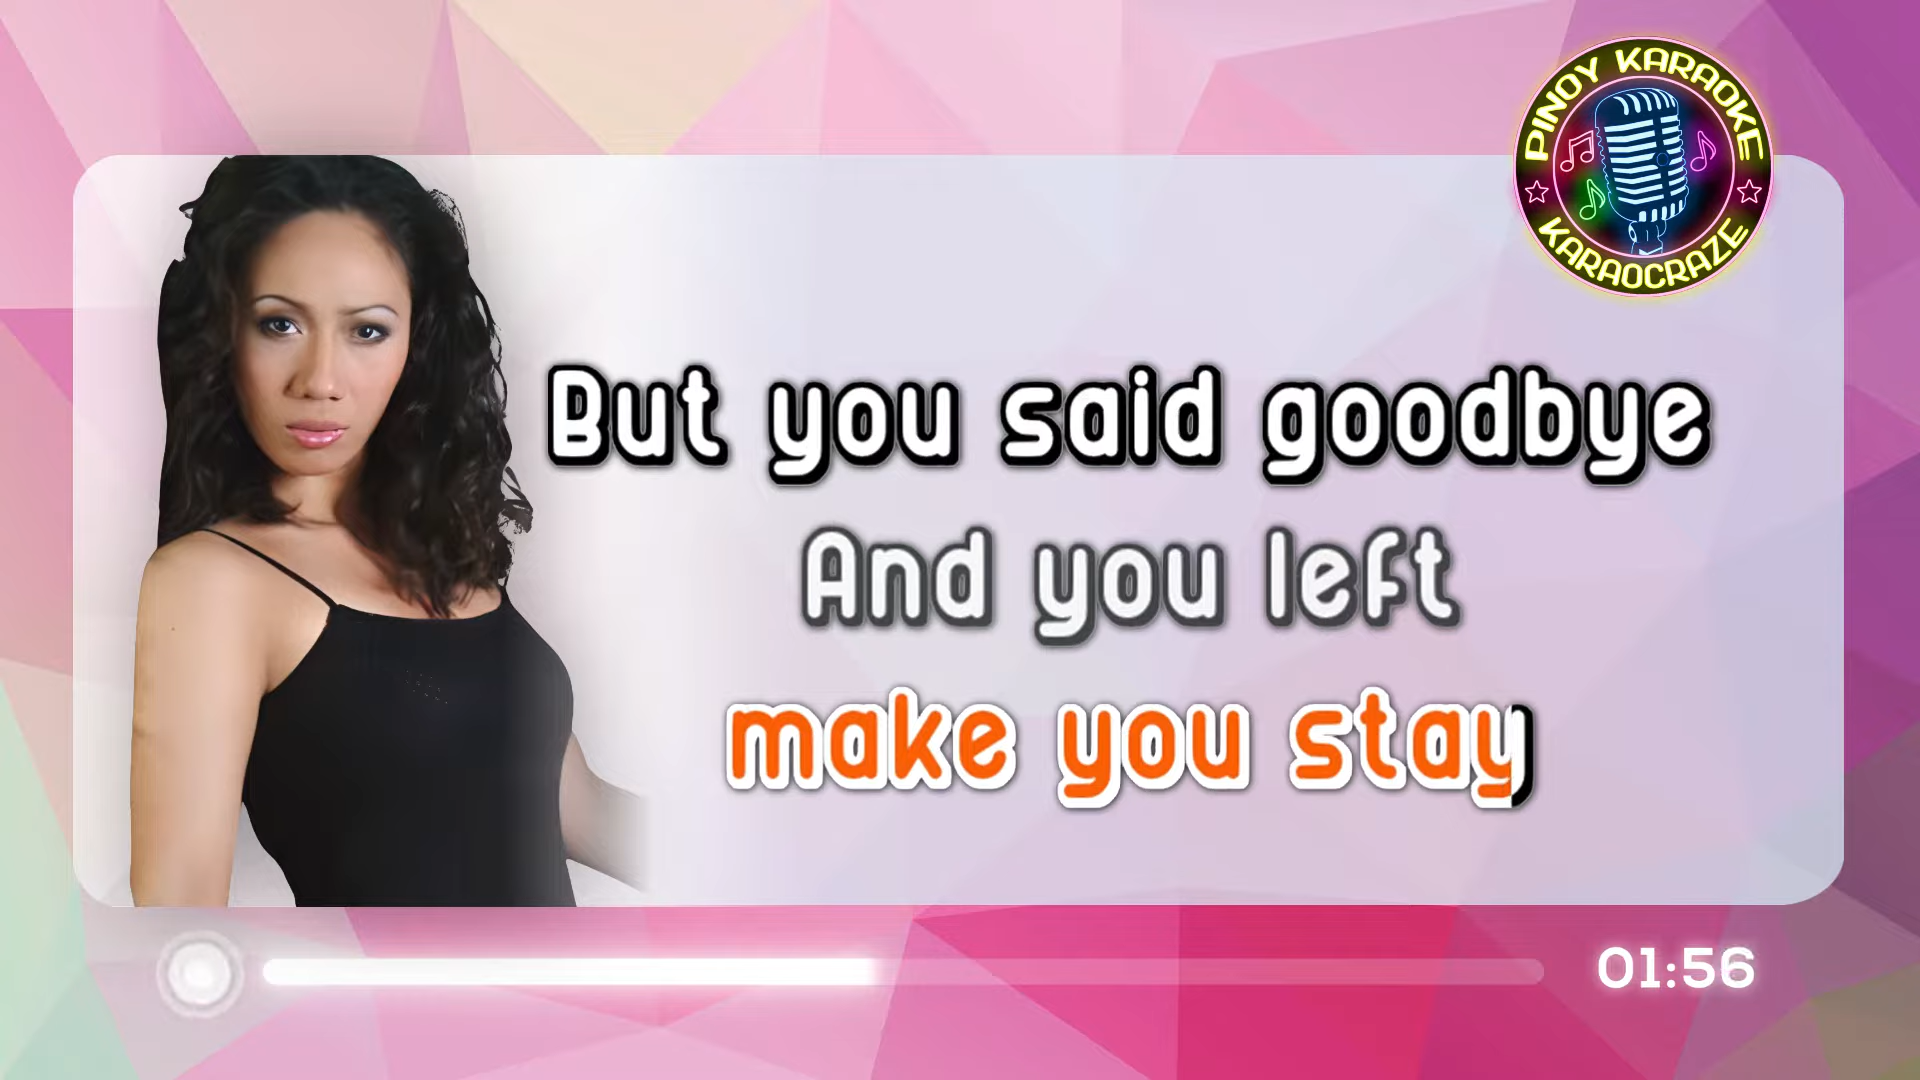 PINOY KARAOKE
KARAOCRAZE
But you said goodbye
And you left
make you stay
01:56